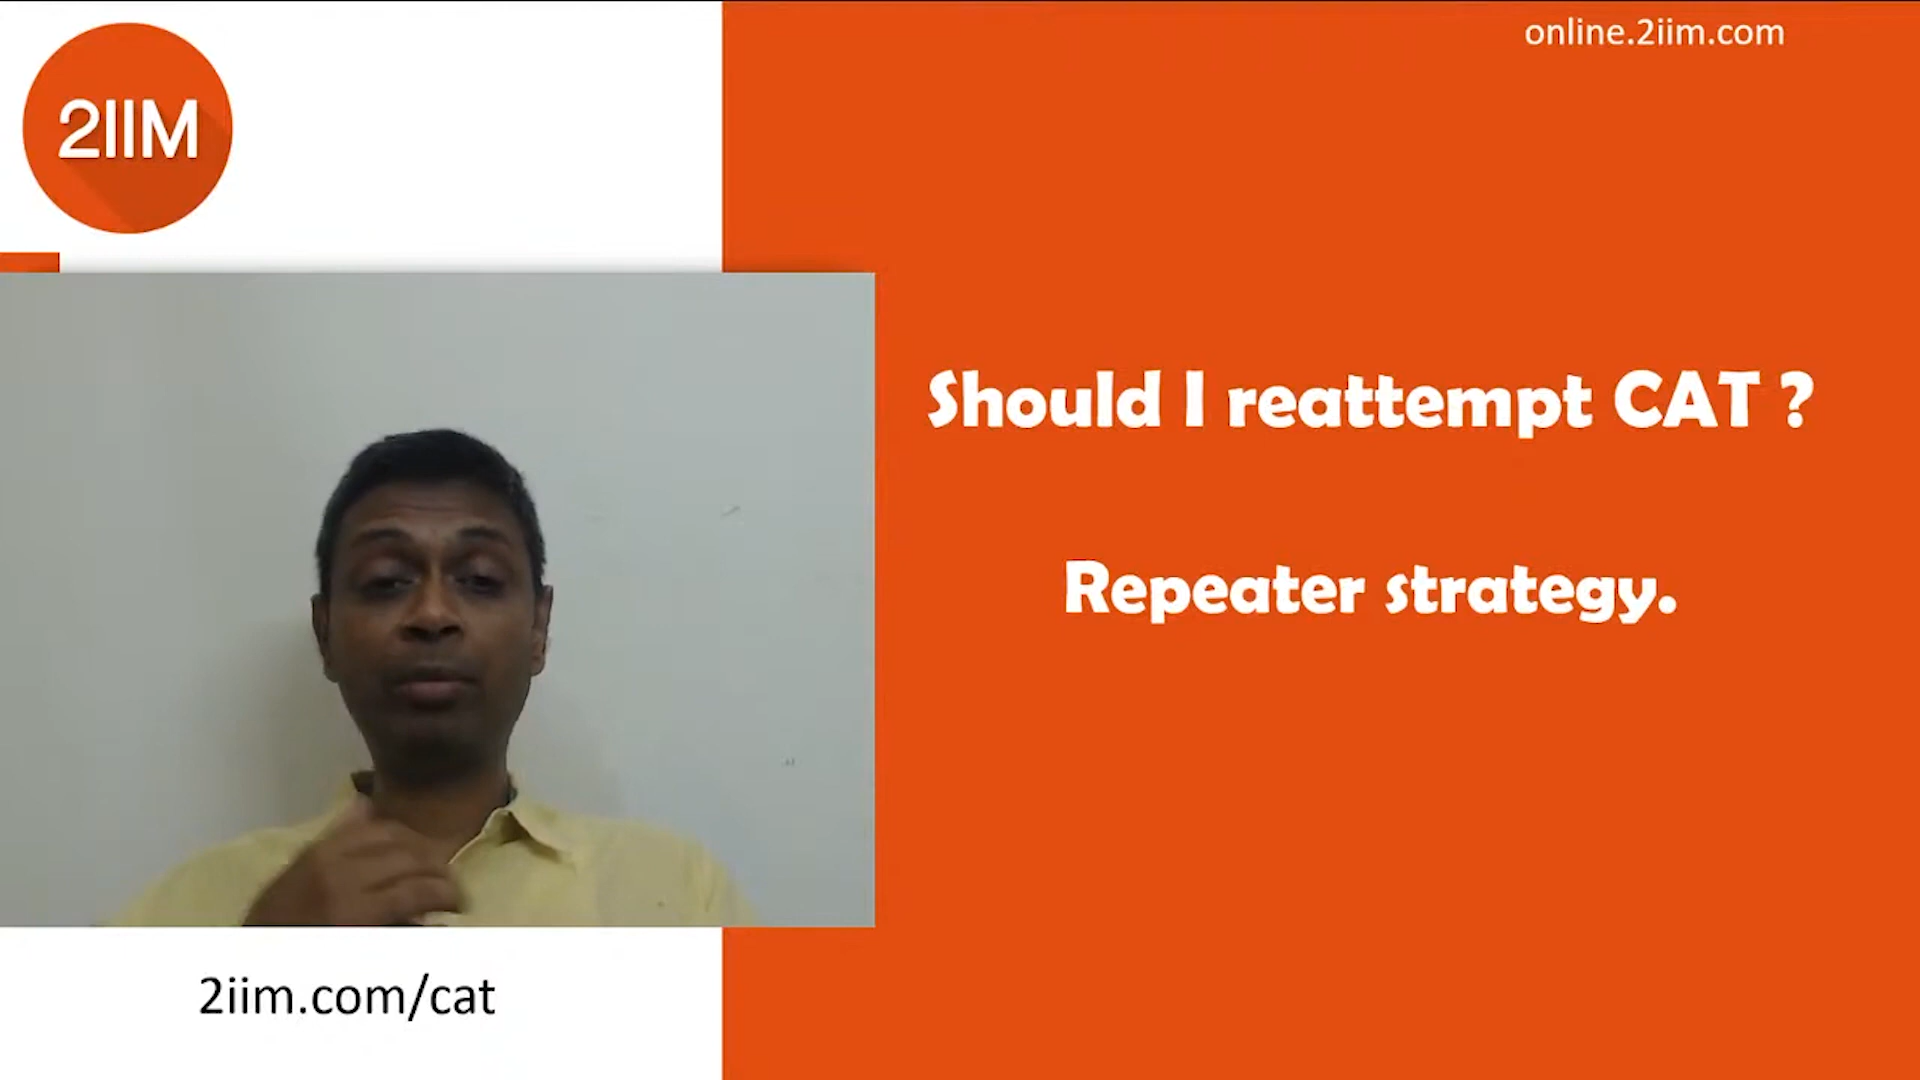 online.2iim.com
2IIM
Should I reattempt CAT ?
Repeater strategy.
2iim.com/cat